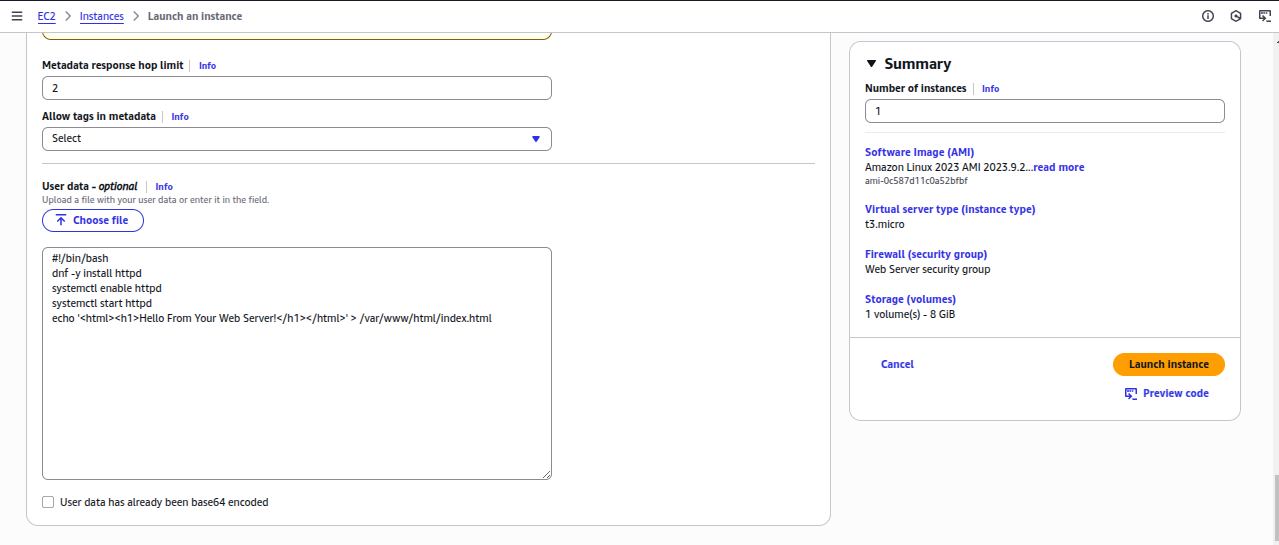 EC2 > Instances > Launch an instance
Metadata response hop limit | Info
2
Allow tags in metadata | Info
Select
User data - optional | Info
Upload a file with your user data or enter it in the field.
Choose file
#!/bin/bash
dnf -y install httpd
systemctl enable httpd
systemctl start httpd
echo '<html><h1>Hello From Your Web Server!</h1></html>' > /var/www/html/index.html
User data has already been base64 encoded
Summary
Number of instances | Info
1
Software Image (AMI)
Amazon Linux 2023 AMI 2023.9.2...read more
ami-0c587d11c0a52bfbf
Virtual server type (instance type)
t3.micro
Firewall (security group)
Web Server security group
Storage (volumes)
1 volume(s) - 8 GiB
Cancel
Launch instance
Preview code